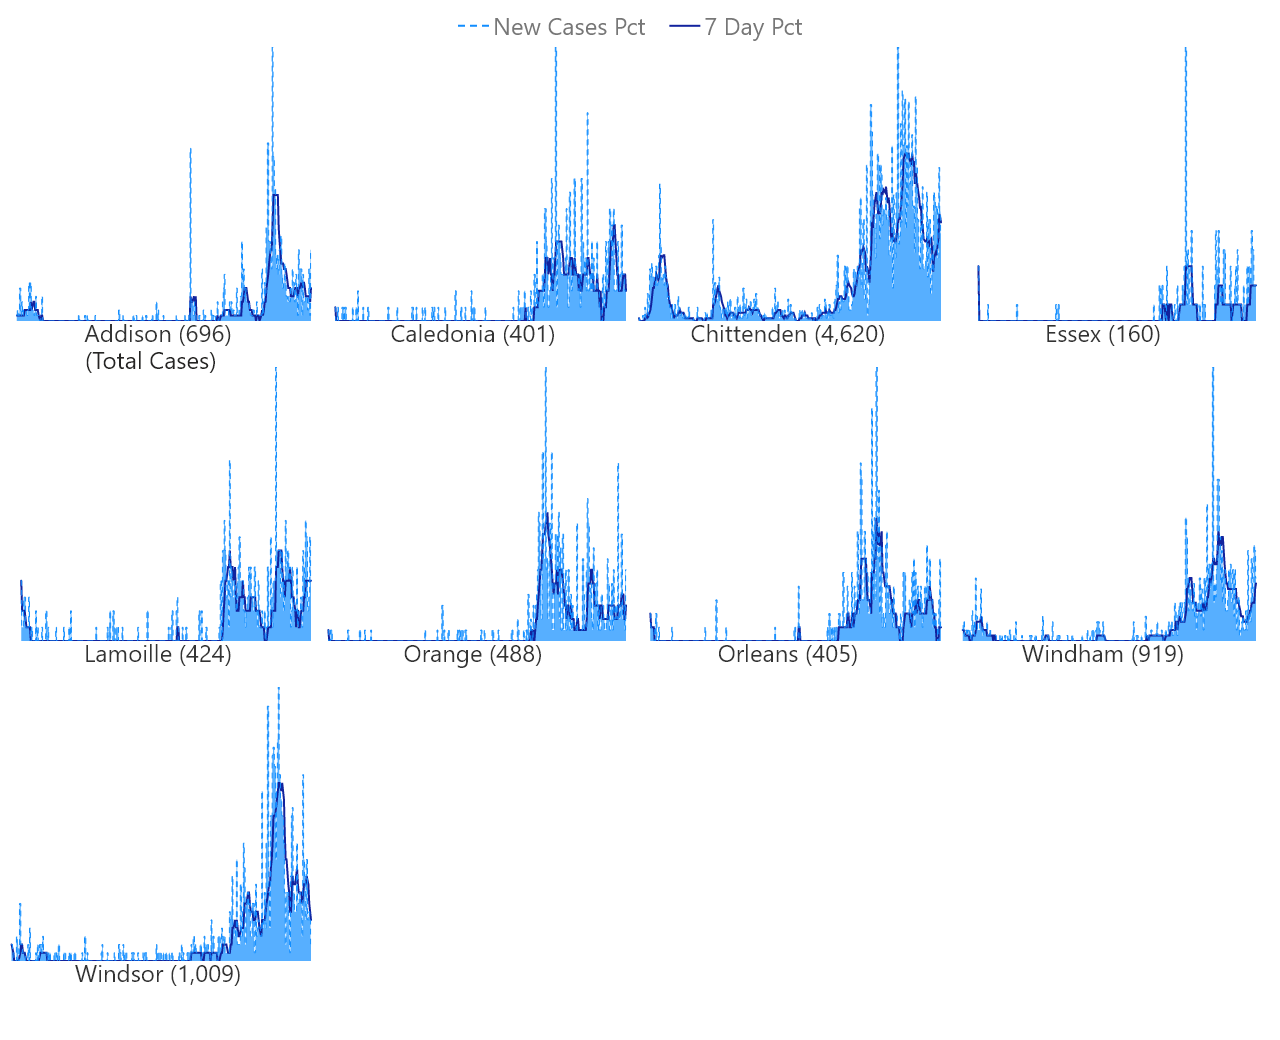 New Cases Pct 7 Day Pct
Addison (696) Caledonia (401) Chittenden (4,620) Essex (160)
(Total Cases)
Lamoille (424) Orange (488) Orleans (405) Windham (919)
Windsor (1,009)